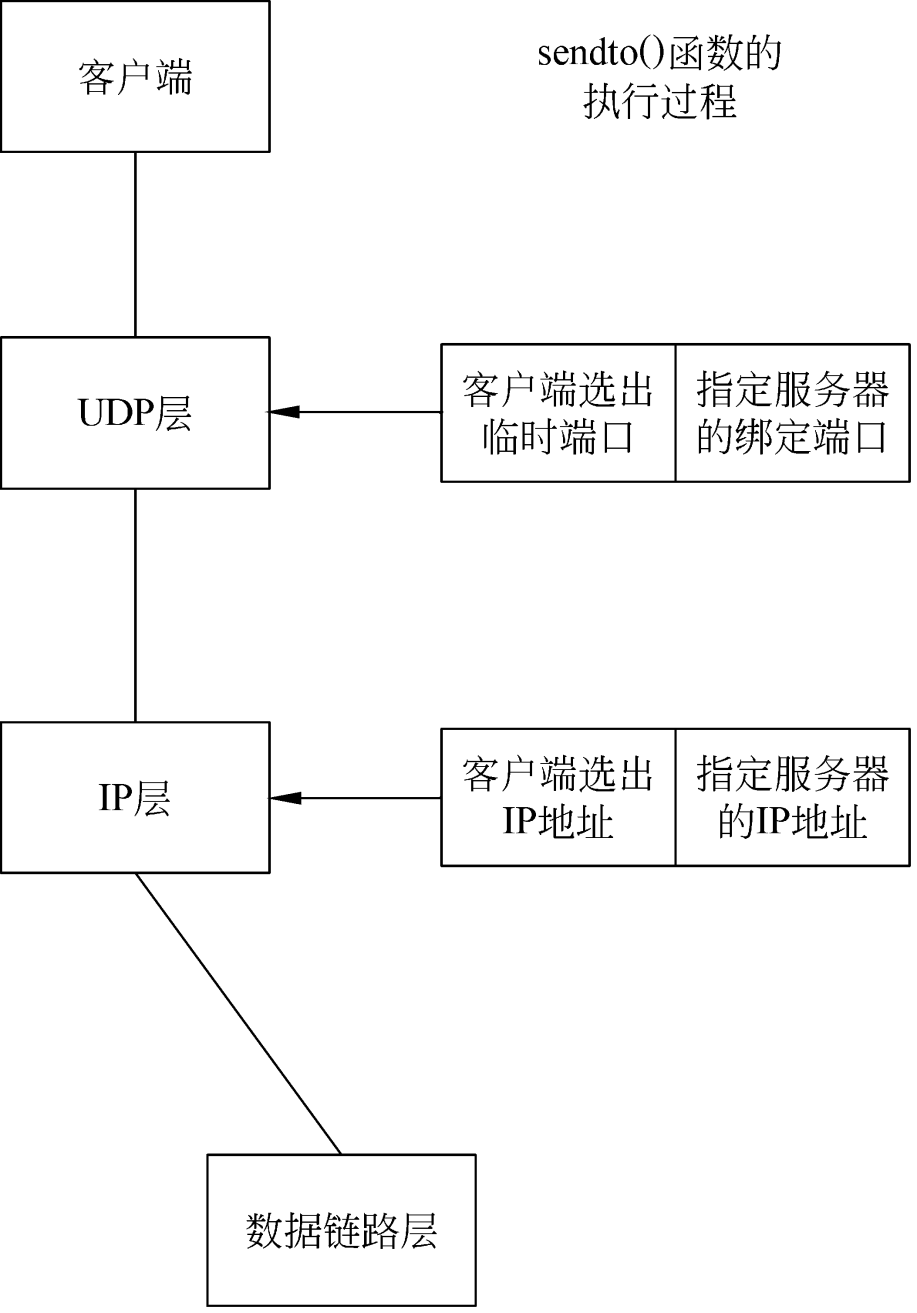 客户端
sendto()函数的
执行过程
UDP层
客户端选出
临时端口
指定服务器
的绑定端口
IP层
客户端选出
IP地址
指定服务器
的IP地址
数据链路层